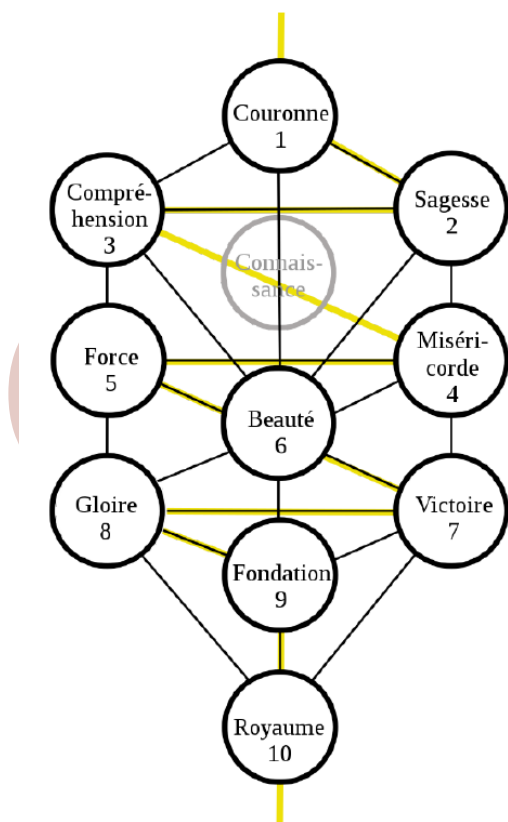 Couronne
1
Compré-
hension
3
Sagesse
2
Connais-
sance
Force
5
Miséri-
corde
4
Beauté
6
Gloire
8
Victoire
7
Fondation
9
Royaume
10